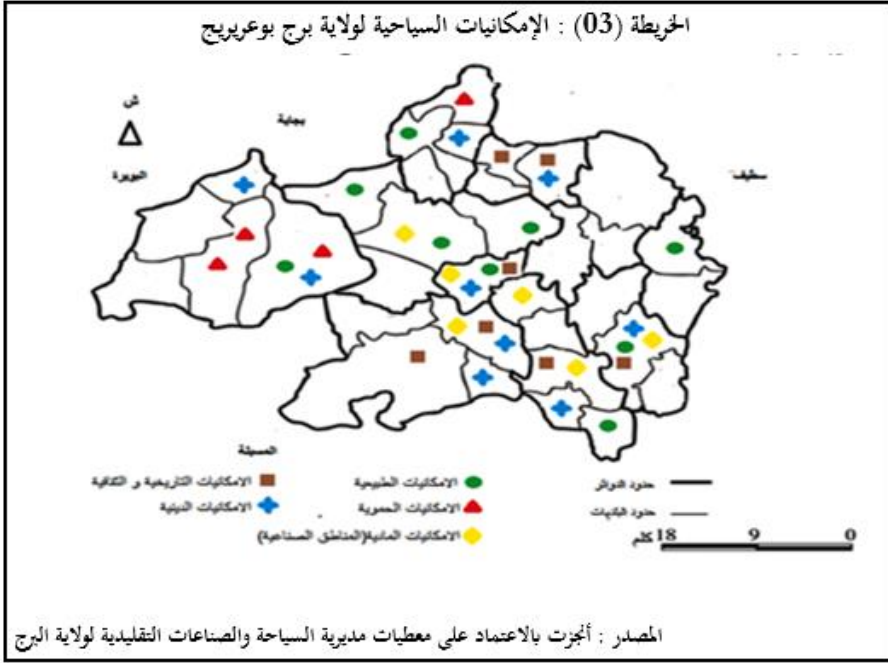 الخريطة (03) : الإمكانيات السياحية لولاية برج بوعريريج
ش
بجاية
البويرة
سطيف
المسيلة
الامكانيات التاريخية و الثقافية
الامكانيات الدينية
الامكانيات الطبيعية
الامكانيات الحموية
الامكانيات المادية(المناطق الصناعية)
حدود الدوائر
حدود البلديات
0 9 18 كلم
المصدر : أنجزت بالاعتماد على معطيات مديرية السياحة والصناعات التقليدية لولاية البرج